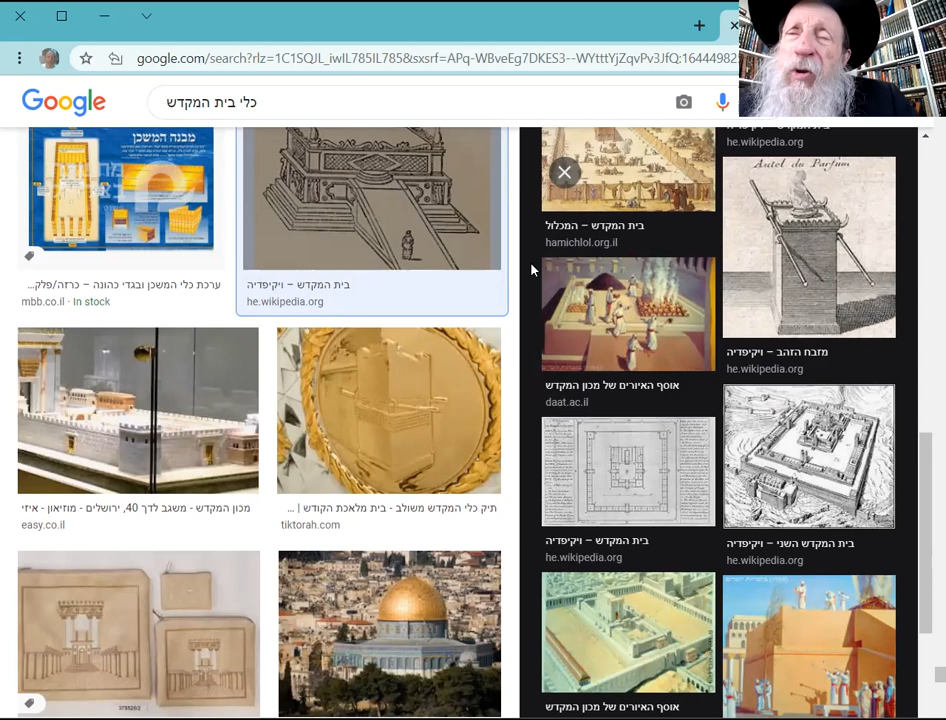 google.com/search?rlz=1C1SQJL_iwIL785IL785&sxsrf=APq-WBveEg7DKES3--WYtttYjZqvPv3JfQ:164449825
Google
כלי בית המקדש
מבנה המשכן
ערכת כלי המשכן ובגדי כהונה – כרזה/פלק...
mbb.co.il · In stock
בית המקדש – ויקיפדיה
he.wikipedia.org
מכון המקדש - משגב לדך 40, ירושלים - מוזיאון - איזי
easy.co.il
תיק כלי המקדש משולב - בית מלאכת הקודש | ...
tiktorah.com
בית המקדש – המכלול
hamichlol.org.il
אוסף האיורים של מכון המקדש
daat.ac.il
בית המקדש – ויקיפדיה
he.wikipedia.org
אוסף האיורים של מכון המקדש
he.wikipedia.org
Autel du Parfum
מזבח הזהב – ויקיפדיה
he.wikipedia.org
בית המקדש השני – ויקיפדיה
he.wikipedia.org